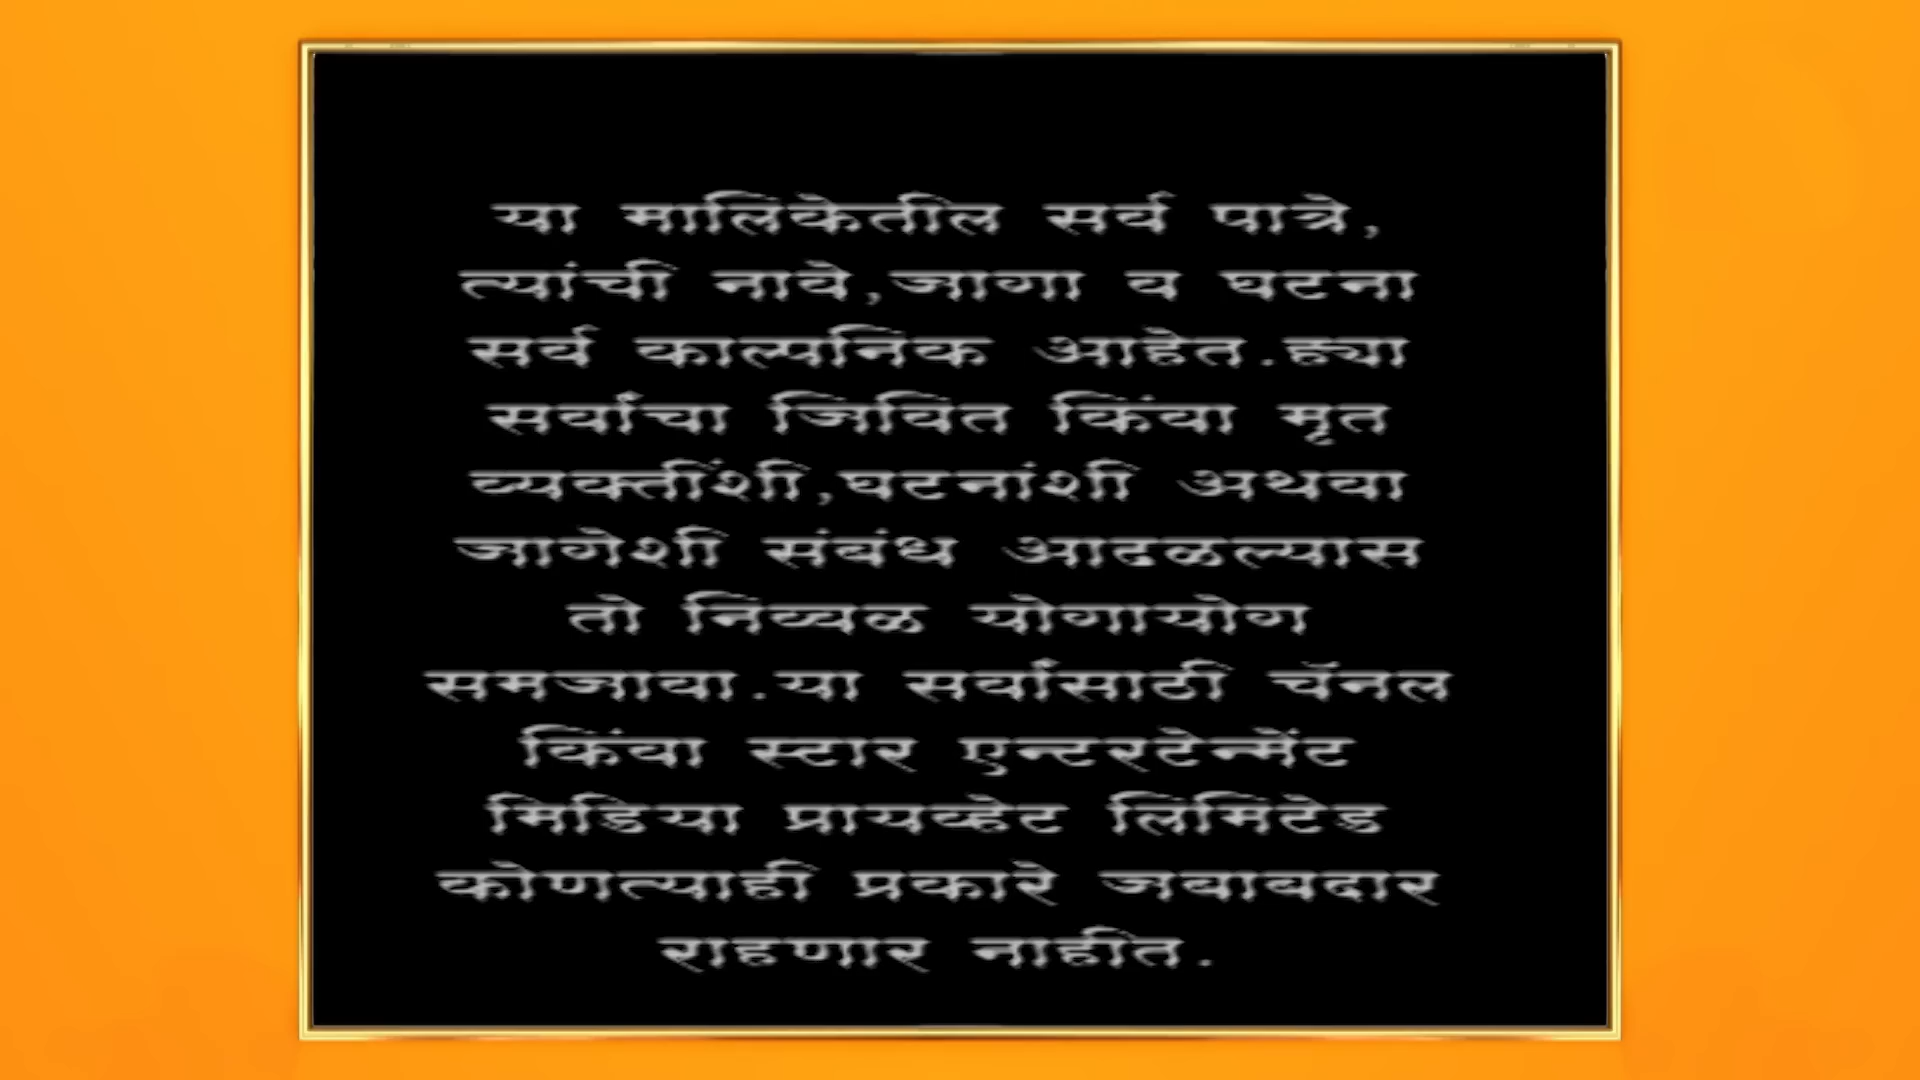 या मालिकेतील सर्व पात्रे,
त्यांची नावे,जागा व घटना
सर्व काल्पनिक आहेत.ह्या
सर्वांचा जिवित किंवा मृत
व्यक्तींशी,घटनांशी अथवा
जागेशी संबंध आढळल्यास
तो निव्वळ योगायोग
समजावा.या सर्वांसाठी चॅनल
किंवा स्टार एन्टरटेन्मेंट
मिडिया प्रायव्हेट लिमिटेड
कोणत्याही प्रकारे जबाबदार
राहणार नाहीत.